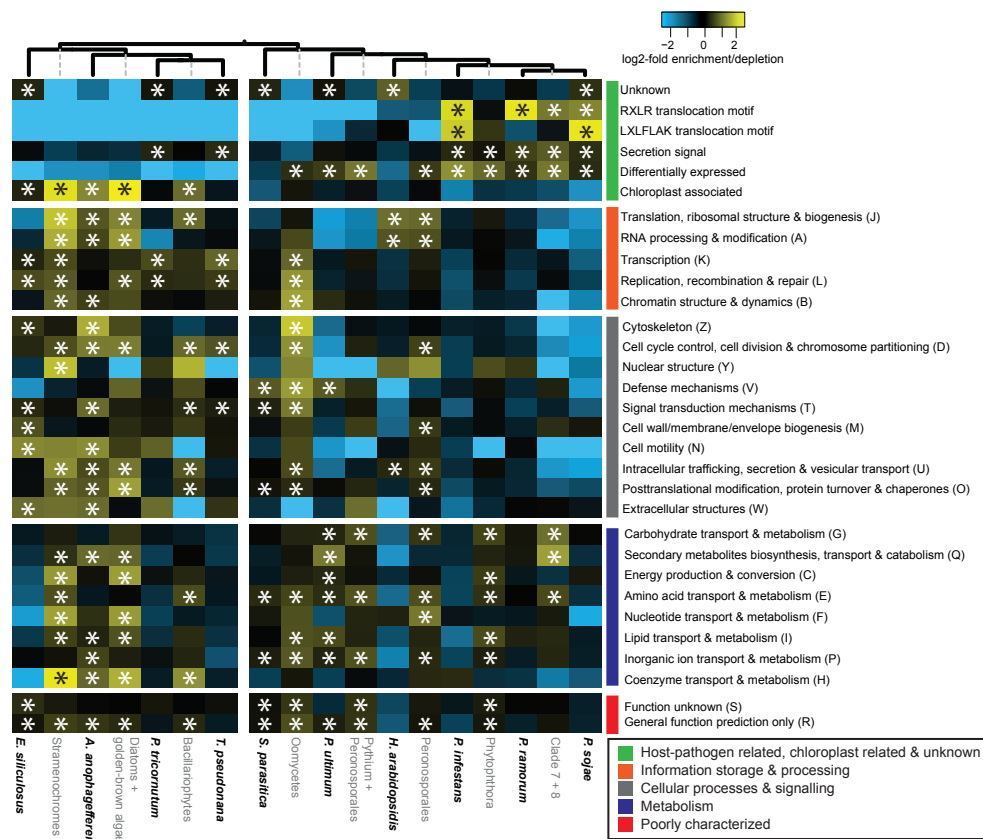 -2 0 2
log2-fold enrichment/depletion
Unknown
RXLR translocation motif
LXLFLAK translocation motif
Secretion signal
Differentially expressed
Chloroplast associated
Translation, ribosomal structure & biogenesis (J)
RNA processing & modification (A)
Transcription (K)
Replication, recombination & repair (L)
Chromatin structure & dynamics (B)
Cytoskeleton (Z)
Cell cycle control, cell division & chromosome partitioning (D)
Nuclear structure (Y)
Defense mechanisms (V)
Signal transduction mechanisms (T)
Cell wall/membrane/envelope biogenesis (M)
Cell motility (N)
Intracellular trafficking, secretion & vesicular transport (U)
Posttranslational modification, protein turnover & chaperones (O)
Extracellular structures (W)
Carbohydrate transport & metabolism (G)
Secondary metabolites biosynthesis, transport & catabolism (Q)
Energy production & conversion (C)
Amino acid transport & metabolism (E)
Nucleotide transport & metabolism (F)
Lipid transport & metabolism (I)
Inorganic ion transport & metabolism (P)
Coenzyme transport & metabolism (H)
Function unknown (S)
General function prediction only (R)
E. siliculosus
Stramenochromes
A. anophagefferen
Diatoms +
golden-brown algae
P. tricornutum
Bacillariophytes
T. pseudonana
S. parasitica
Oomycetes
P. ultimum
Pythium +
Peronosporales
H. arabidopsidis
Peronosporales
P. infestans
Phytophthora
P. ramorum
Clade 7 + 8
P. sojae
Host-pathogen related, chloroplast related & unknown
Information storage & processing
Cellular processes & signalling
Metabolism
Poorly characterized